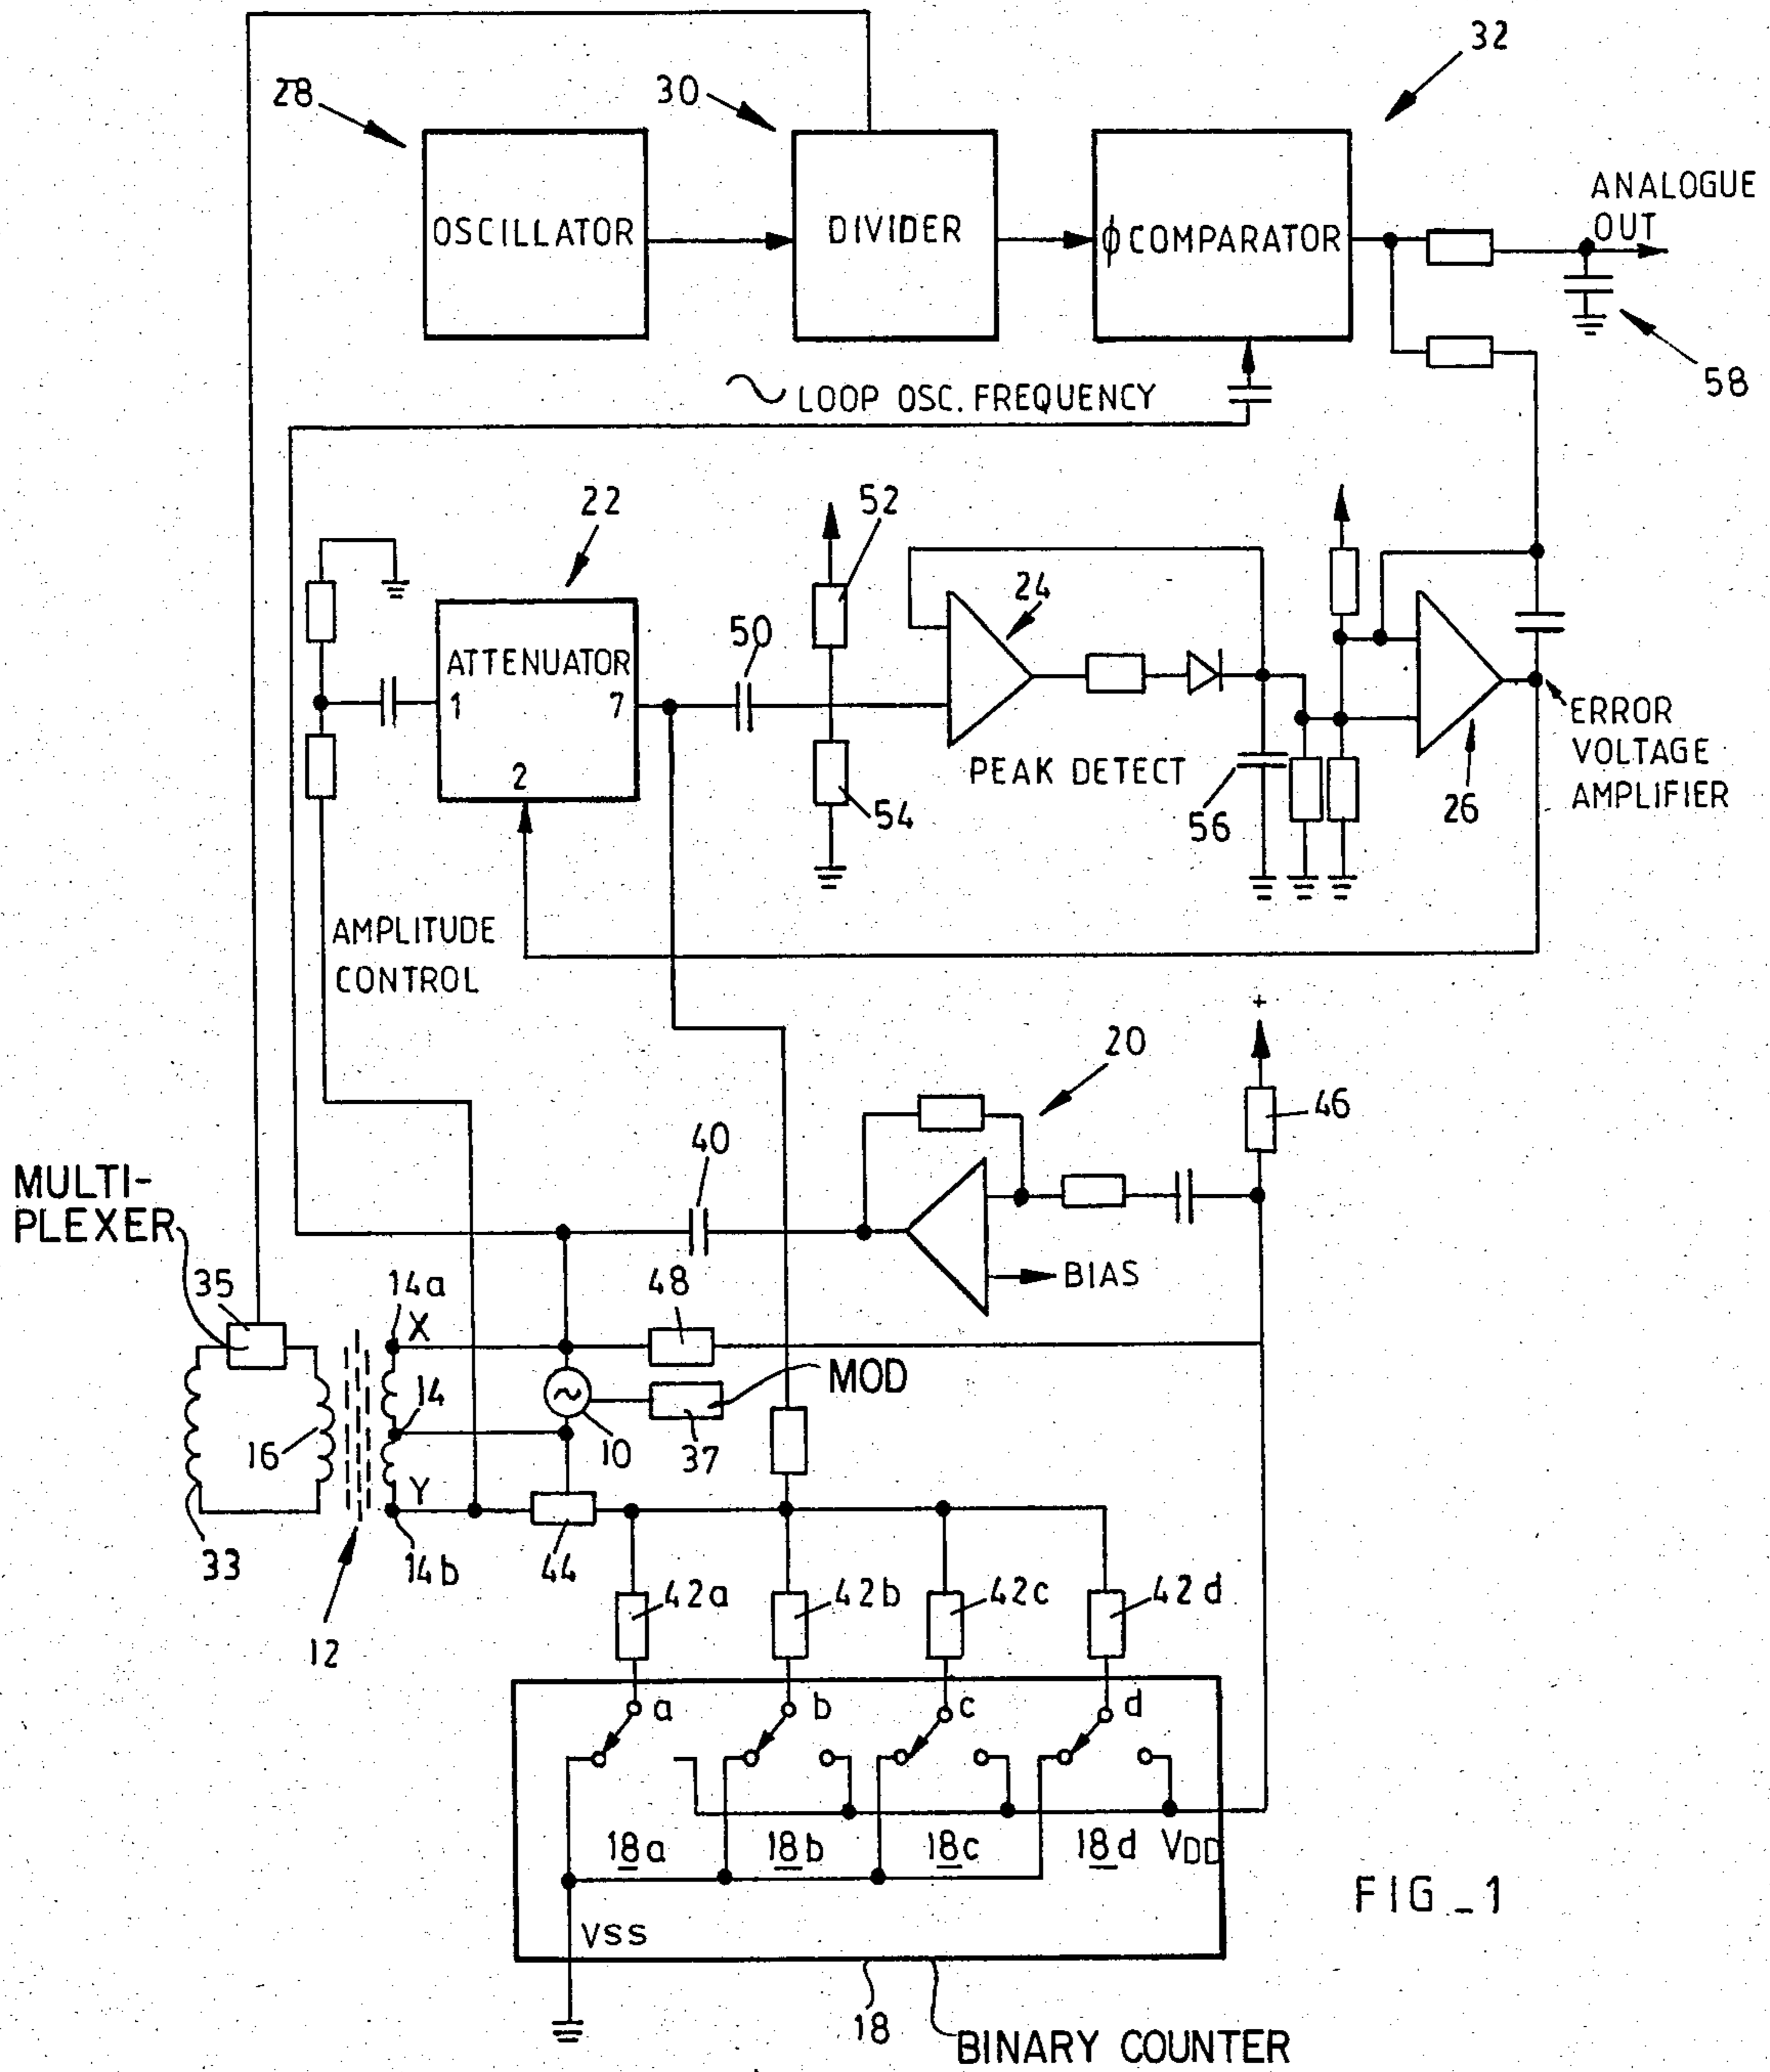 32
28
30
OSCILLATOR
DIVIDER
ϕ COMPARATOR
ANALOGUE
OUT
58
∼ LOOP OSC. FREQUENCY
22
52
24
50
ATTENUATOR
1
7
2
PEAK DETECT
54
56
26
ERROR
VOLTAGE
AMPLIFIER
AMPLITUDE
CONTROL
+
20
46
40
MULTI-
PLEXER
35
14a
X
48
BIAS
MOD
14
16
10
37
Y
33
14b
44
12
42a
42b
42c
42d
a
b
c
d
18a
18b
18c
18d
VDD
VSS
FIG_1
18
BINARY COUNTER